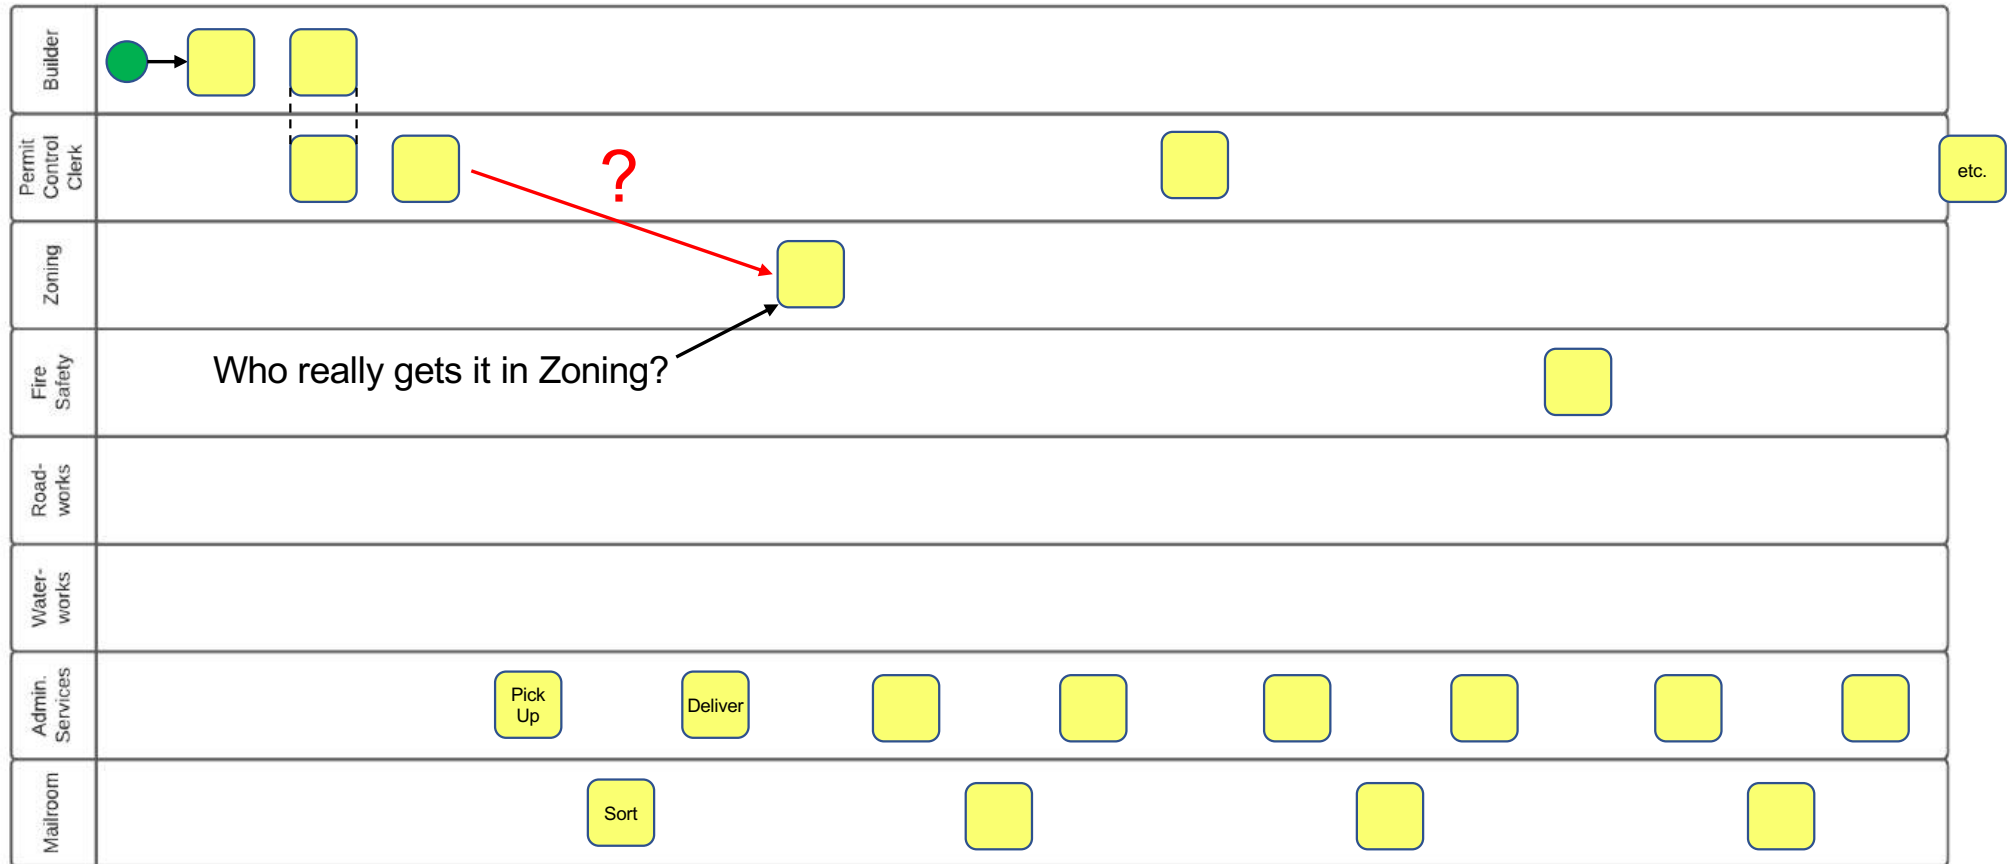 Builder
Permit
Control
Clerk
?
etc.
Zoning
Who really gets it in Zoning?
Fire
Safety
Road-
works
Water-
works
Admin.
Services
Pick
Up
Deliver
Mailroom
Sort